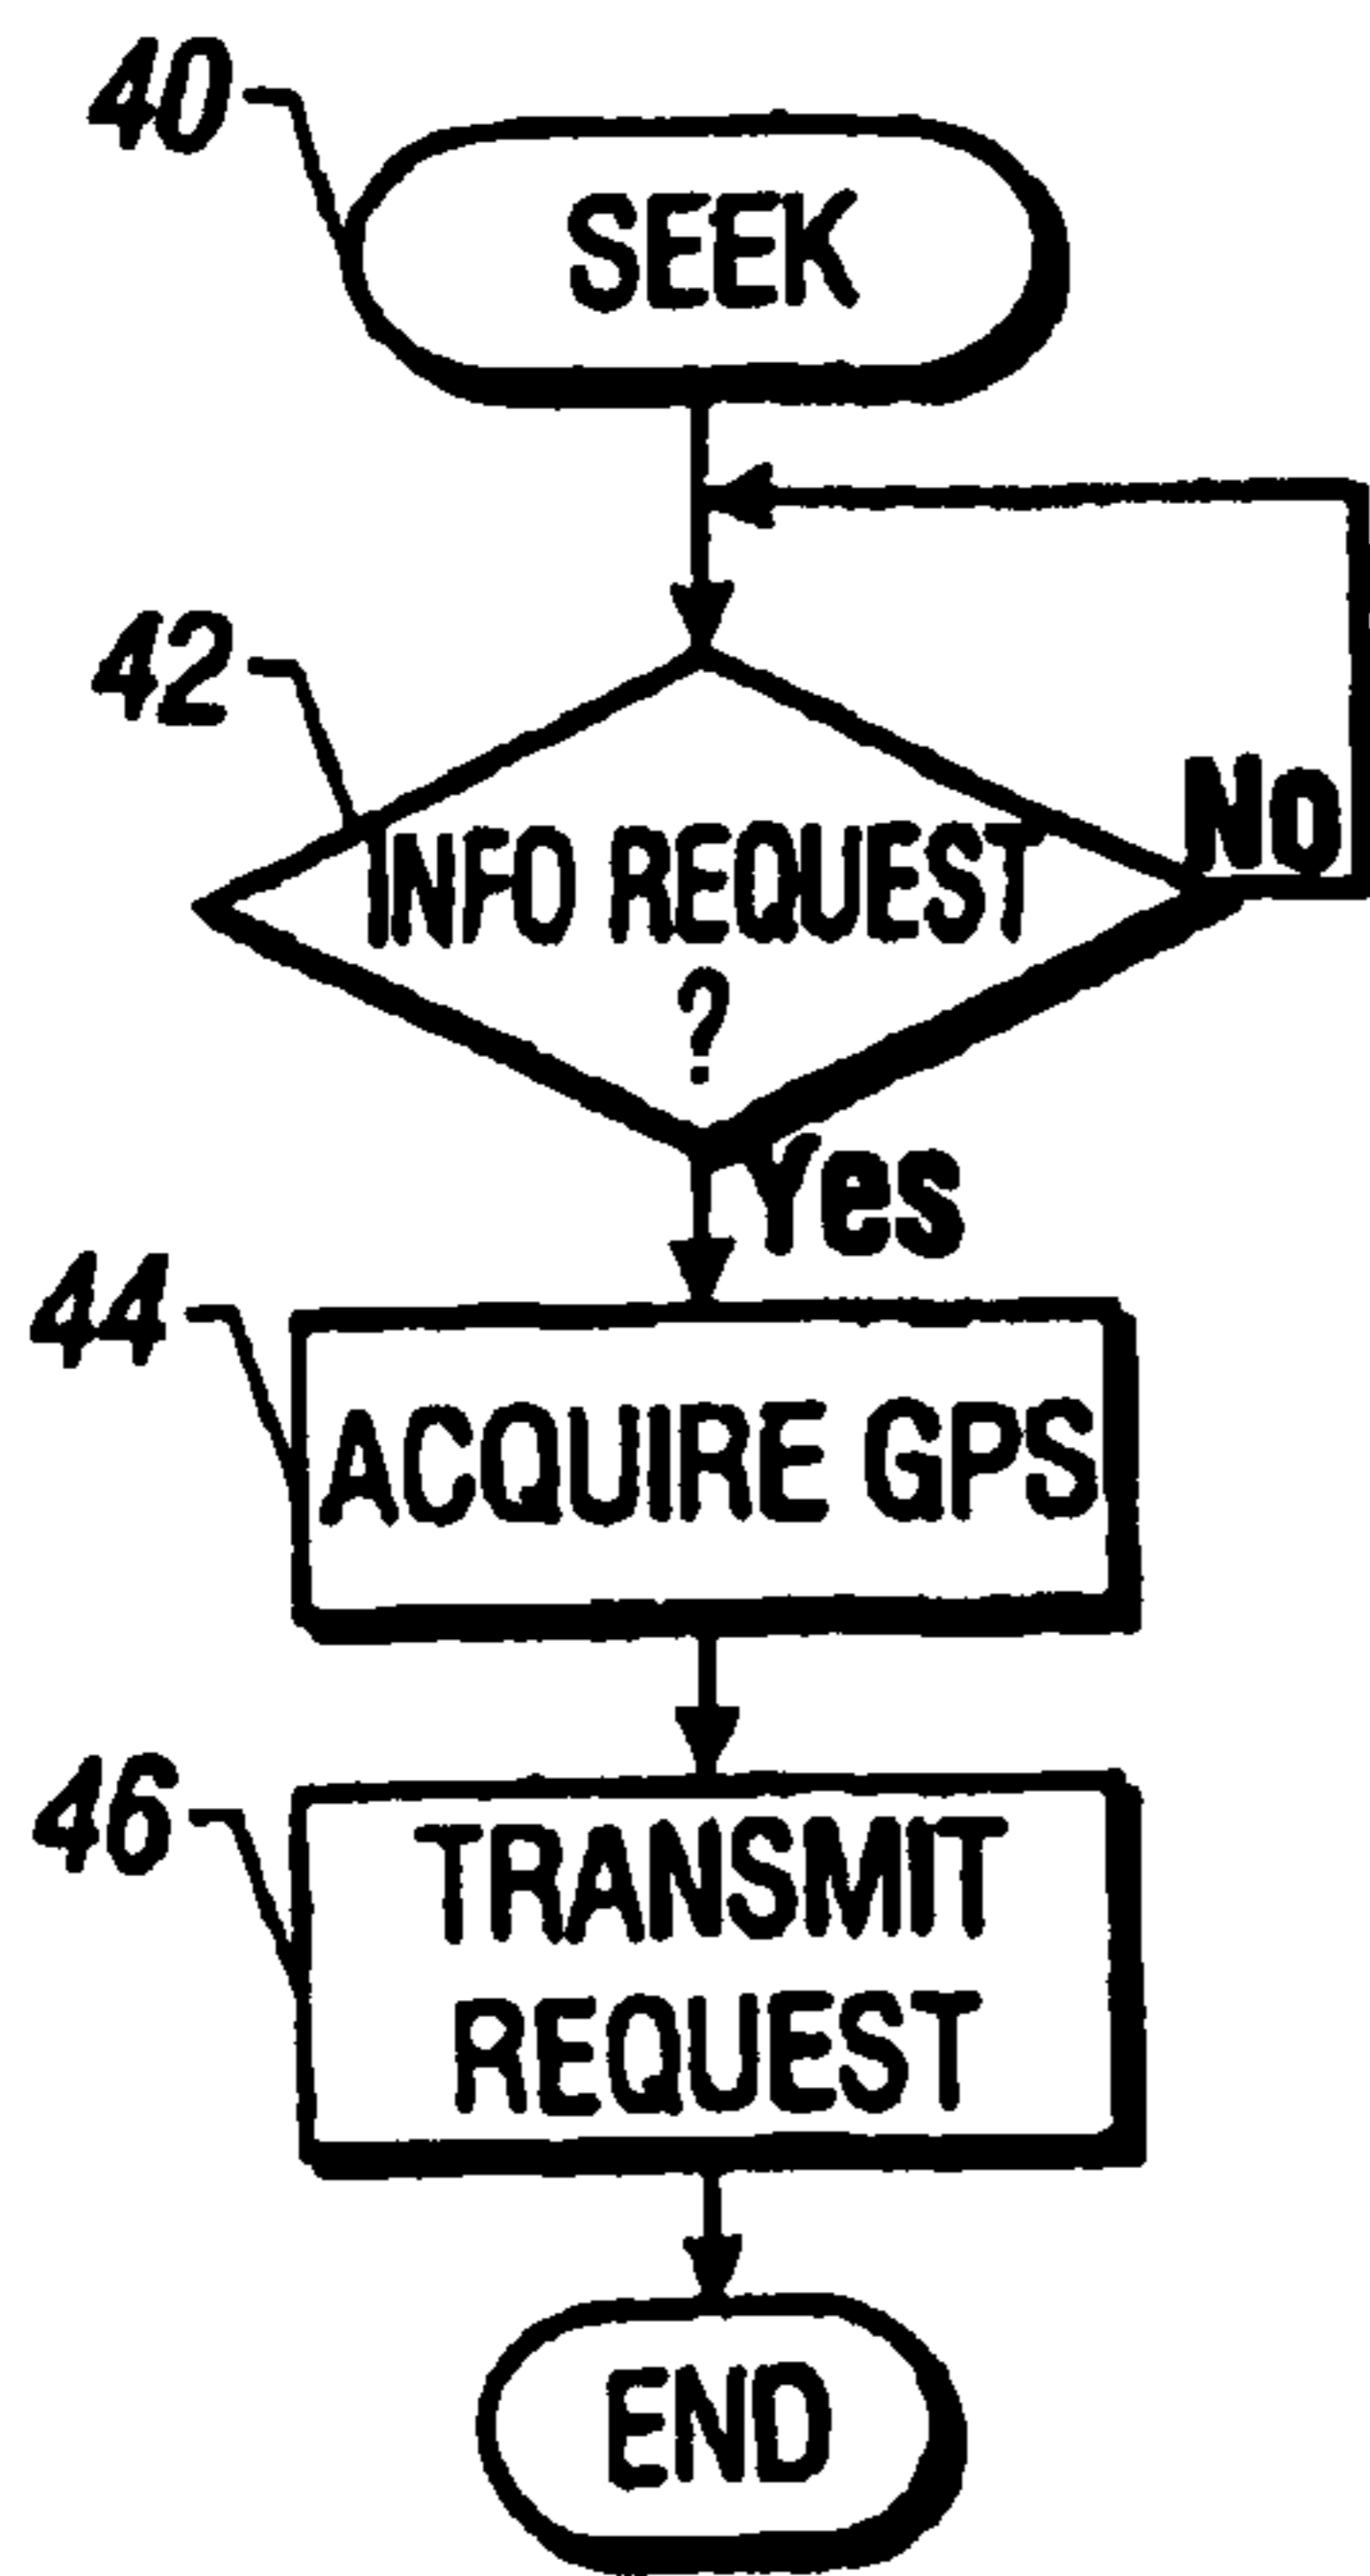 40
SEEK
42
INFO REQUEST
?
No
Yes
44
ACQUIRE GPS
46
TRANSMIT
REQUEST
END